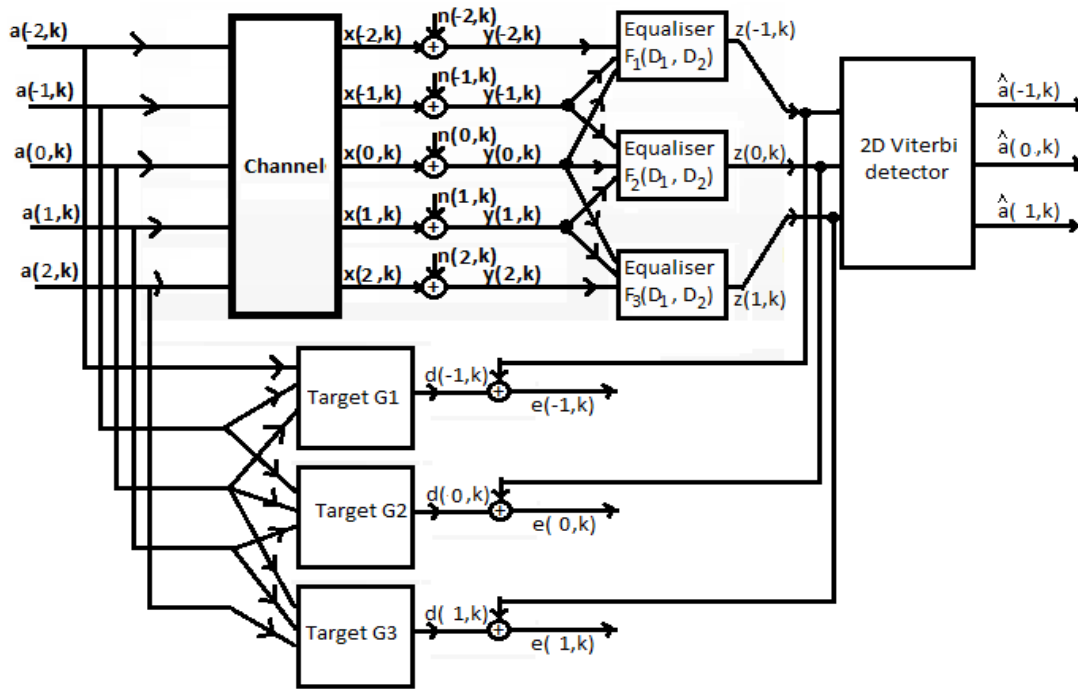 a(-2,k)
a(-1,k)
a(0,k)
a(1,k)
a(2,k)
Channel
x(-2,k)
x(-1,k)
x(0,k)
x(1,k)
x(2,k)
n(-2,k)
n(-1,k)
n(0,k)
n(1,k)
n(2,k)
+
+
+
+
+
y(-2,k)
y(-1,k)
y(0,k)
y(1,k)
y(2,k)
Equaliser
F1(D1 , D2)
Equaliser
F2(D1 , D2)
Equaliser
F3(D1 , D2)
z(-1,k)
z(0,k)
z(1,k)
2D Viterbi
detector
â(-1,k)
â( 0,k)
â( 1,k)
Target G1
d(-1,k)
+
e(-1,k)
Target G2
d( 0,k)
+
e( 0,k)
Target G3
d( 1,k)
+
e( 1,k)